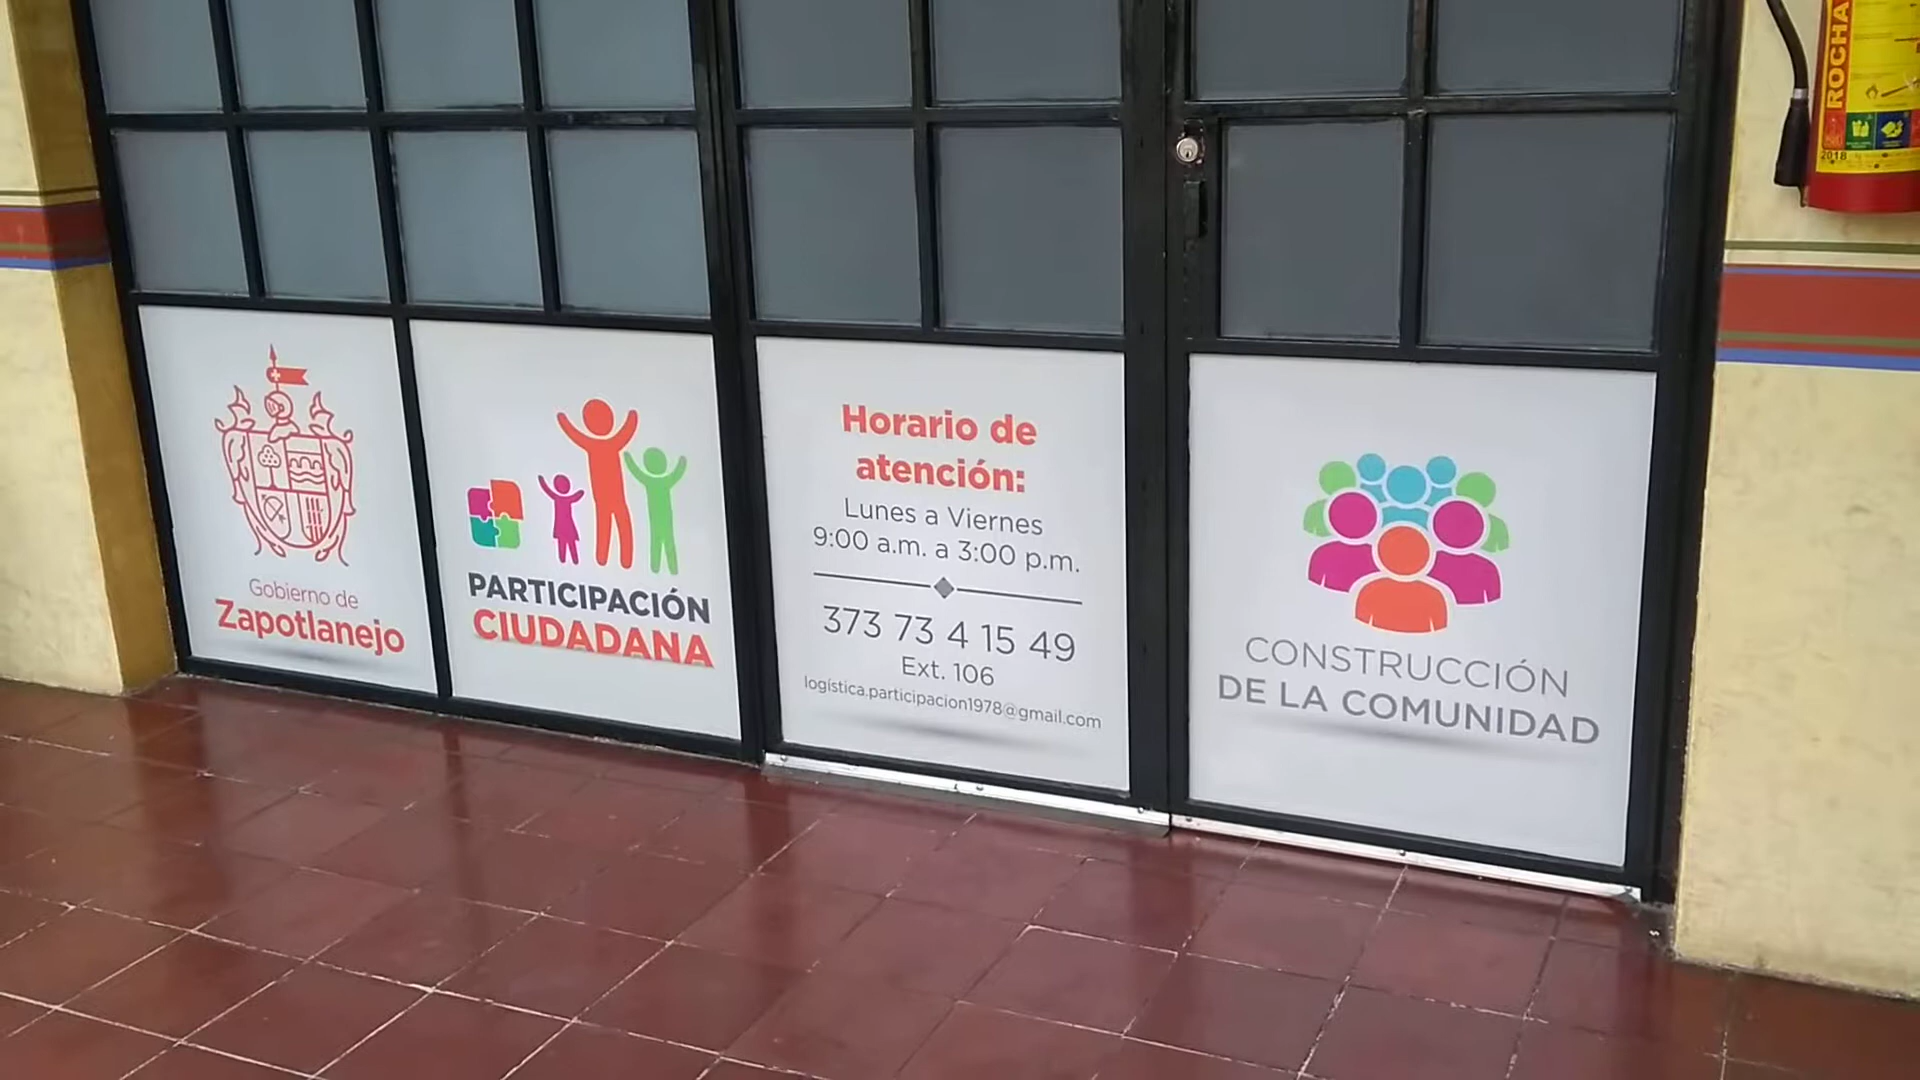 Gobierno de
Zapotlanejo
PARTICIPACIÓN
CIUDADANA
Horario de
atención:
Lunes a Viernes
9:00 a.m. a 3:00 p.m.
373 73 4 15 49
Ext. 106
logística.participacion1978@gmail.com
CONSTRUCCIÓN
DE LA COMUNIDAD
ROCHA
2018